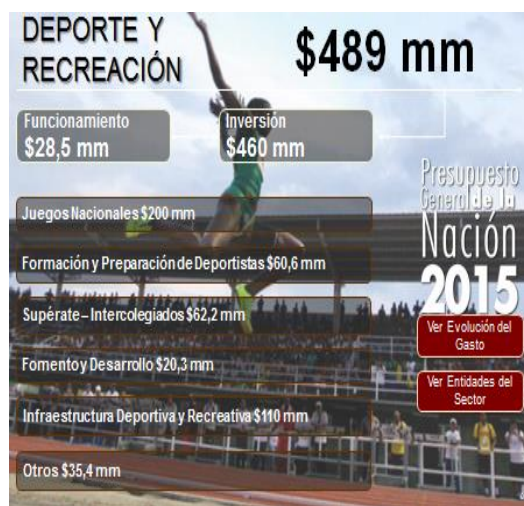 DEPORTE Y
RECREACIÓN
$489 mm
Funcionamiento
$28,5 mm
Inversión
$460 mm
Juegos Nacionales $200 mm
Formación y Preparación de Deportistas $60,6 mm
Supérate – Intercolegiados $62,2 mm
Fomento y Desarrollo $20,3 mm
Infraestructura Deportiva y Recreativa $110 mm
Otros $35,4 mm
Presupuesto
General de la
Nación
2015
Ver Evolución del
Gasto
Ver Entidades del
Sector